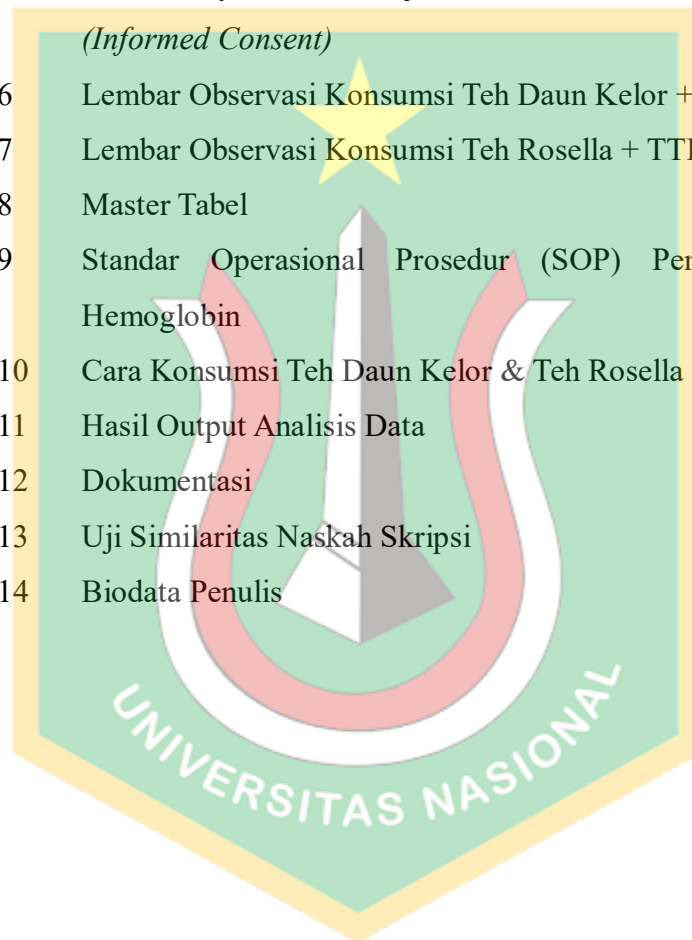 (Informed Consent)
6 Lembar Observasi Konsumsi Teh Daun Kelor +
7 Lembar Observasi Konsumsi Teh Rosella +
8 Master Tabel
9 Standar Operasional Prosedur (SOP)
Hemoglobin
10 Cara Konsumsi Teh Daun Kelor & Teh Rosella
11 Hasil Output Analisis Data
12 Dokumentasi
13 Uji Similaritas Naskah Skripsi
14 Biodata Penulis
UNIVERSITAS NASIONAL